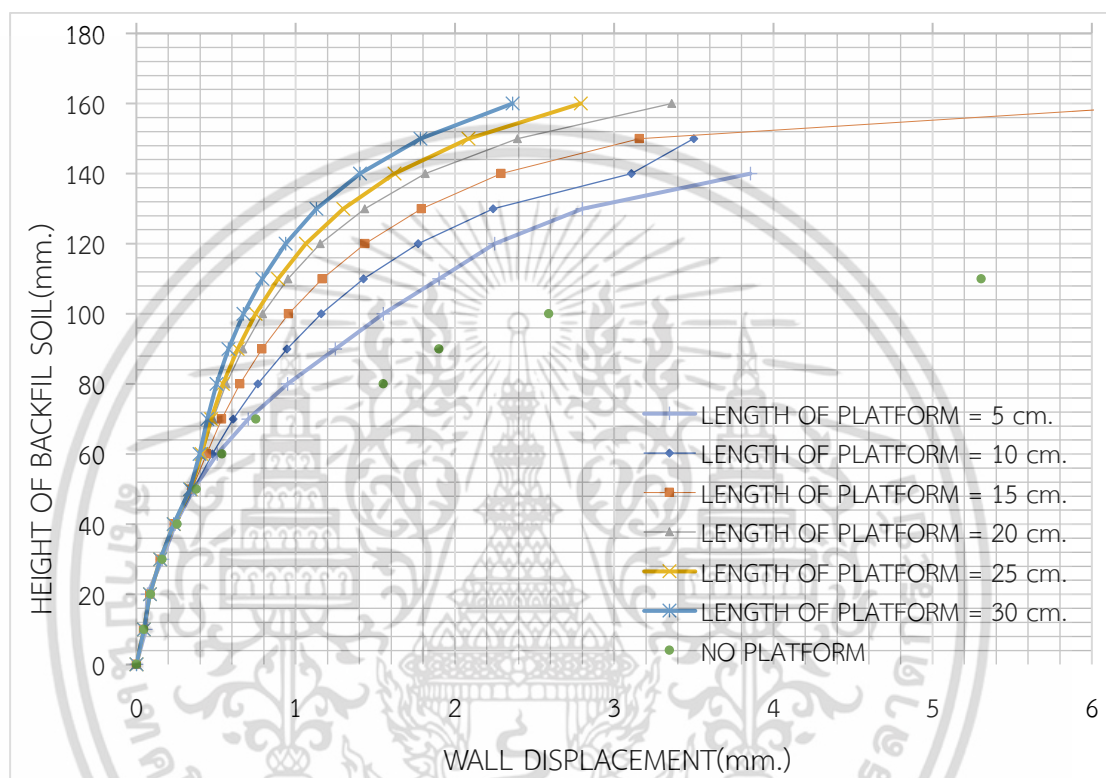 180
160
140
120
100
80
60
40
20
0
HEIGHT OF BACKFIL SOIL(mm.)
LENGTH OF PLATFORM = 5 cm.
LENGTH OF PLATFORM = 10 cm.
LENGTH OF PLATFORM = 15 cm.
LENGTH OF PLATFORM = 20 cm.
LENGTH OF PLATFORM = 25 cm.
LENGTH OF PLATFORM = 30 cm.
NO PLATFORM
0 1 2 3 4 5 6
WALL DISPLACEMENT(mm.)